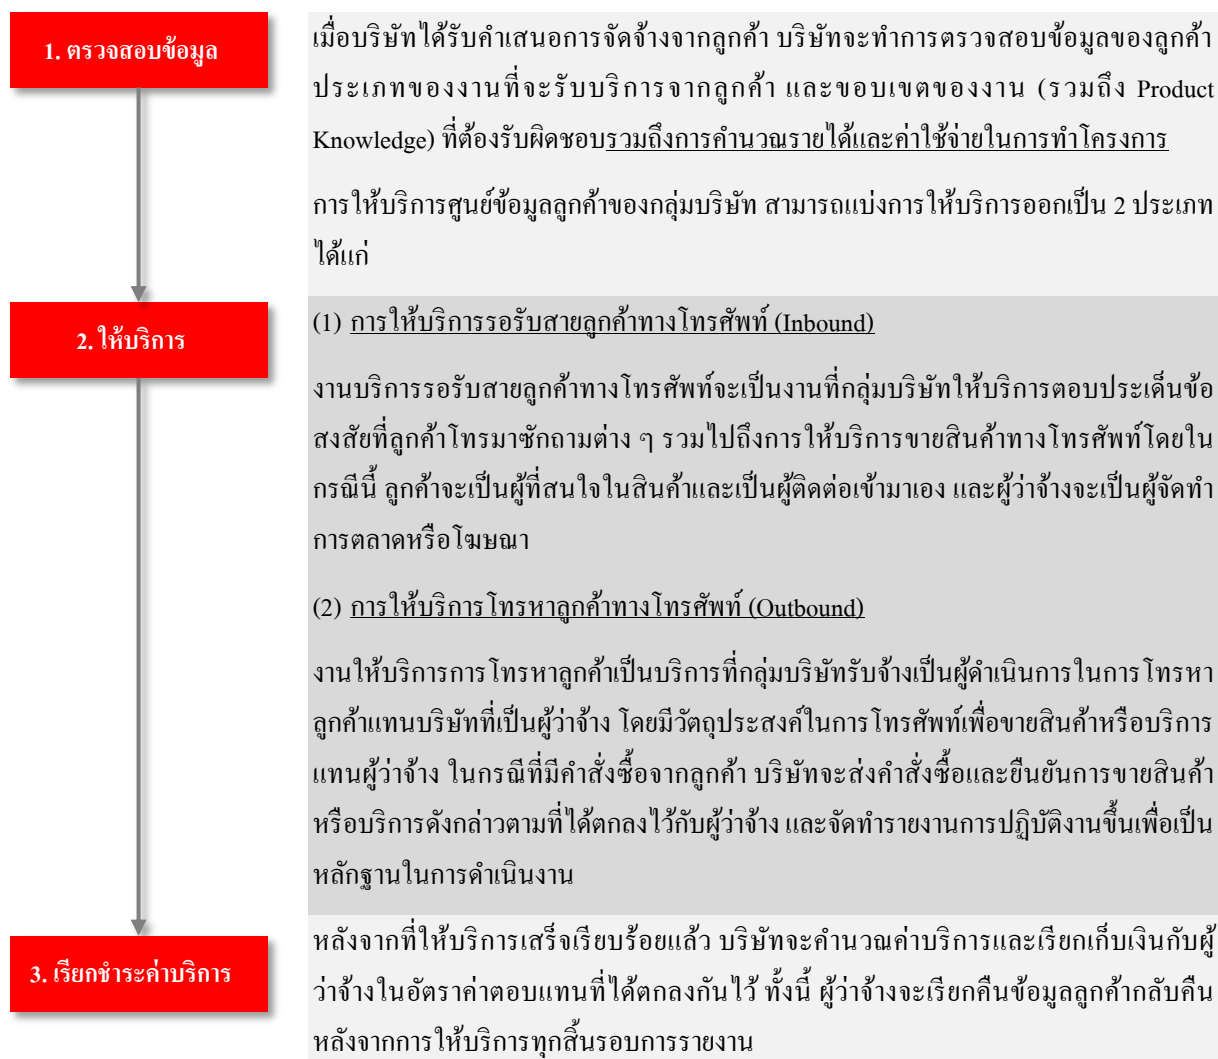 1. ตรวจสอบข้อมูล
เมื่อบริษัทได้รับคำเสนอการจัดจ้างจากลูกค้า บริษัทจะทำการตรวจสอบข้อมูลของลูกค้า
ประเภทของงานที่จะรับบริการจากลูกค้า และขอบเขตของงาน (รวมถึง Product
Knowledge) ที่ต้องรับผิดชอบรวมถึงการคำนวณรายได้และค่าใช้จ่ายในการทำโครงการ
การให้บริการศูนย์ข้อมูลลูกค้าของกลุ่มบริษัท สามารถแบ่งการให้บริการออกเป็น 2 ประเภท
ได้แก่
2. ให้บริการ
(1) การให้บริการรอรับสายลูกค้าทางโทรศัพท์ (Inbound)
งานบริการรอรับสายลูกค้าทางโทรศัพท์จะเป็นงานที่กลุ่มบริษัทให้บริการตอบประเด็นข้อ
สงสัยที่ลูกค้าโทรมาซักถามต่าง ๆ รวมไปถึงการให้บริการขายสินค้าทางโทรศัพท์โดยใน
กรณีนี้ ลูกค้าจะเป็นผู้ที่สนใจในสินค้าและเป็นผู้ติดต่อเข้ามาเอง และผู้ว่าจ้างจะเป็นผู้จัดทำ
การตลาดหรือโฆษณา
(2) การให้บริการโทรหาลูกค้าทางโทรศัพท์ (Outbound)
งานให้บริการการโทรหาลูกค้าเป็นบริการที่กลุ่มบริษัทรับจ้างเป็นผู้ดำเนินการในการโทรหา
ลูกค้าแทนบริษัทที่เป็นผู้ว่าจ้าง โดยมีวัตถุประสงค์ในการโทรศัพท์เพื่อขายสินค้าหรือบริการ
แทนผู้ว่าจ้าง ในกรณีที่มีคำสั่งซื้อจากลูกค้า บริษัทจะส่งคำสั่งซื้อและยืนยันการขายสินค้า
หรือบริการดังกล่าวตามที่ได้ตกลงไว้กับผู้ว่าจ้าง และจัดทำรายงานการปฏิบัติงานขึ้นเพื่อเป็น
หลักฐานในการดำเนินงาน
3. เรียกชำระค่าบริการ
หลังจากที่ให้บริการเสร็จเรียบร้อยแล้ว บริษัทจะคำนวณค่าบริการและเรียกเก็บเงินกับผู้
ว่าจ้างในอัตราค่าตอบแทนที่ได้ตกลงกันไว้ ทั้งนี้ ผู้ว่าจ้างจะเรียกคืนข้อมูลลูกค้ากลับคืน
หลังจากการให้บริการทุกสิ้นรอบการรายงาน